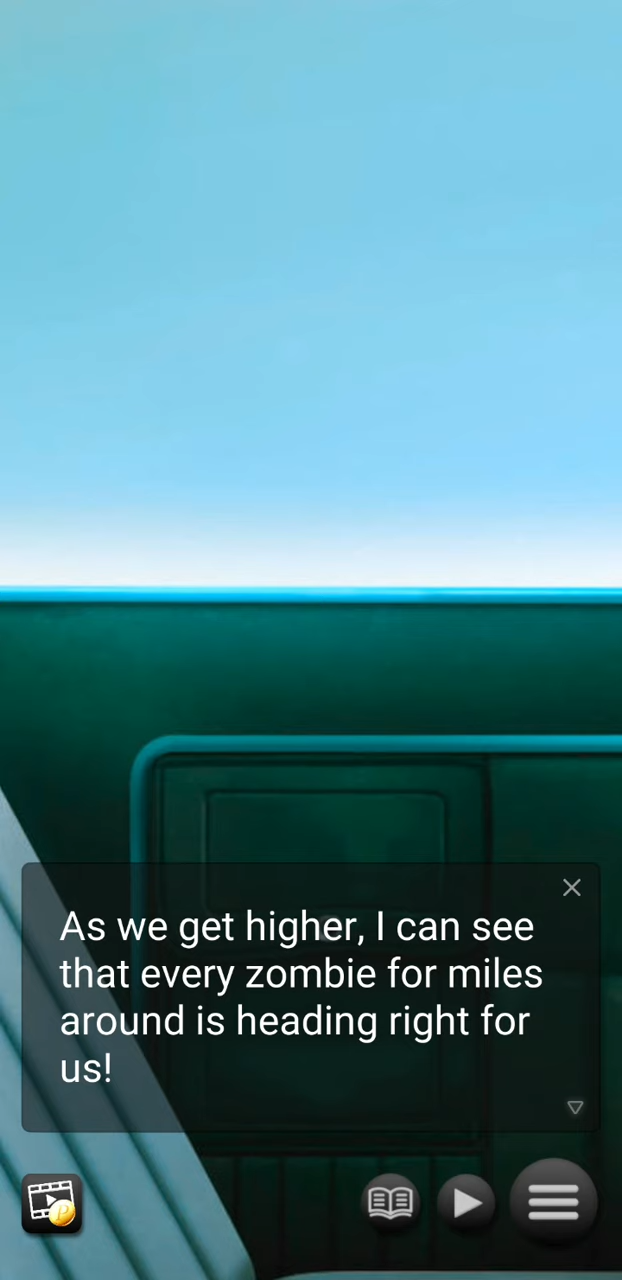 As we get higher, I can see
that every zombie for miles
around is heading right for
us!
P